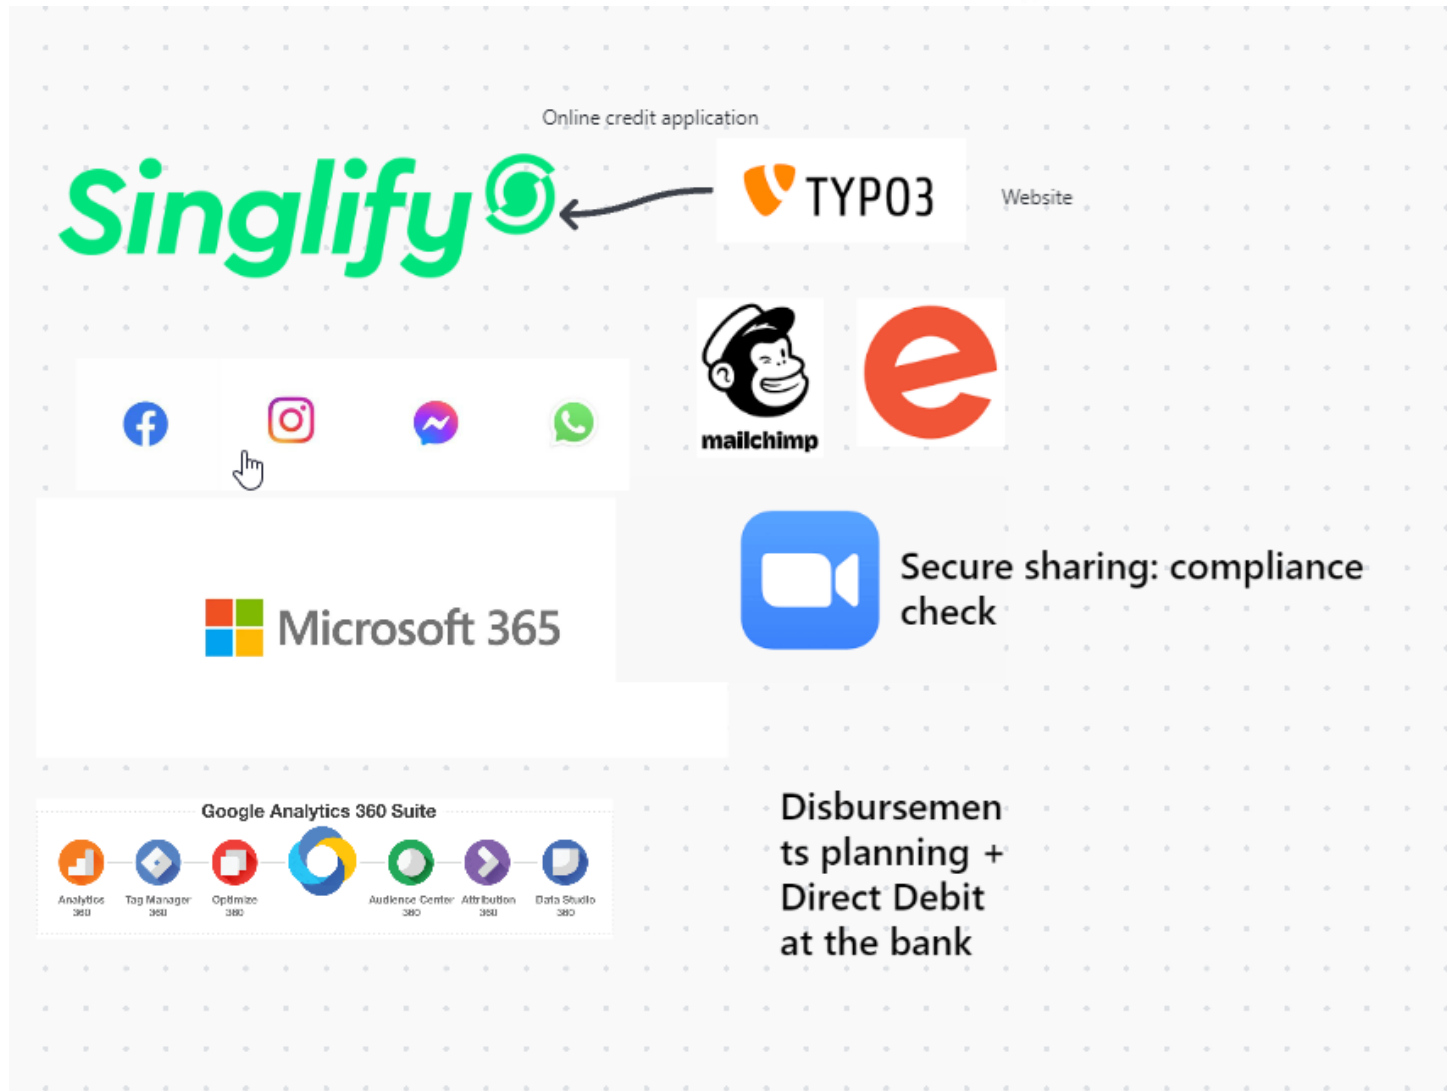 Online credit application
Singlify
TYPO3
Website
mailchimp
Secure sharing: compliance
check
Microsoft 365
Google Analytics 360 Suite
Analytics
360
Tag Manager
360
Optimize
360
Audience Center
360
Attribution
360
Data Studio
360
Disbursemen
ts planning +
Direct Debit
at the bank